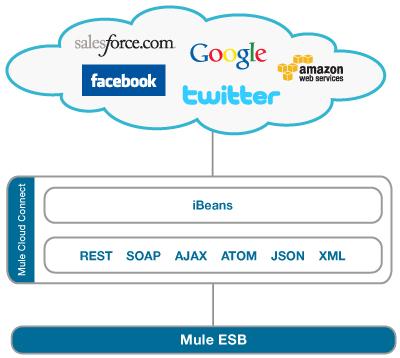 salesforce.com
Google
facebook
amazon
web services
twitter
Mule Cloud Connect
iBeans
REST SOAP AJAX ATOM JSON XML
Mule ESB